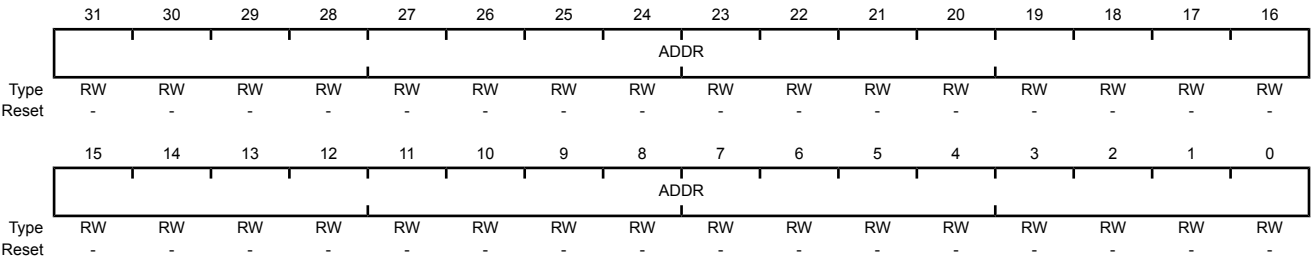 31 30 29 28 27 26 25 24 23 22 21 20 19 18 17 16
ADDR
Type RW RW RW RW RW RW RW RW RW RW RW RW RW RW RW RW
Reset - - - - - - - - - - - - - - - -
15 14 13 12 11 10 9 8 7 6 5 4 3 2 1 0
ADDR
Type RW RW RW RW RW RW RW RW RW RW RW RW RW RW RW RW
Reset - - - - - - - - - - - - - - - -